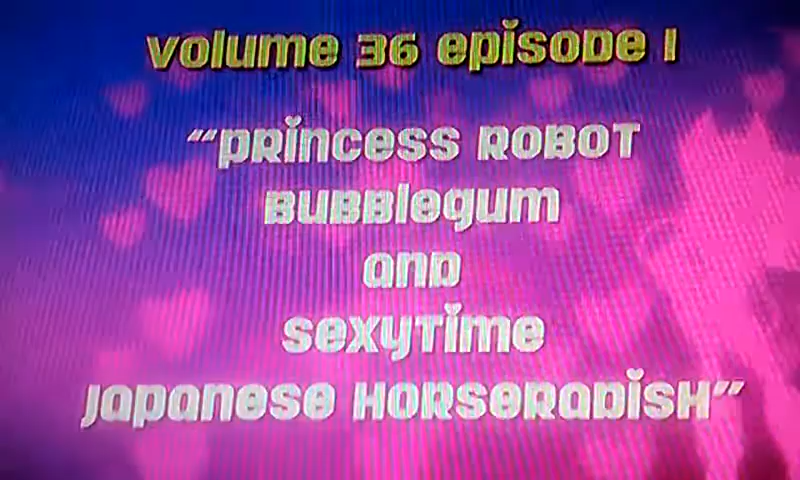 Volume 36 Episode 1
"Princess Robot
Bubblegum
and
Sexytime
Japanese Horseradish"